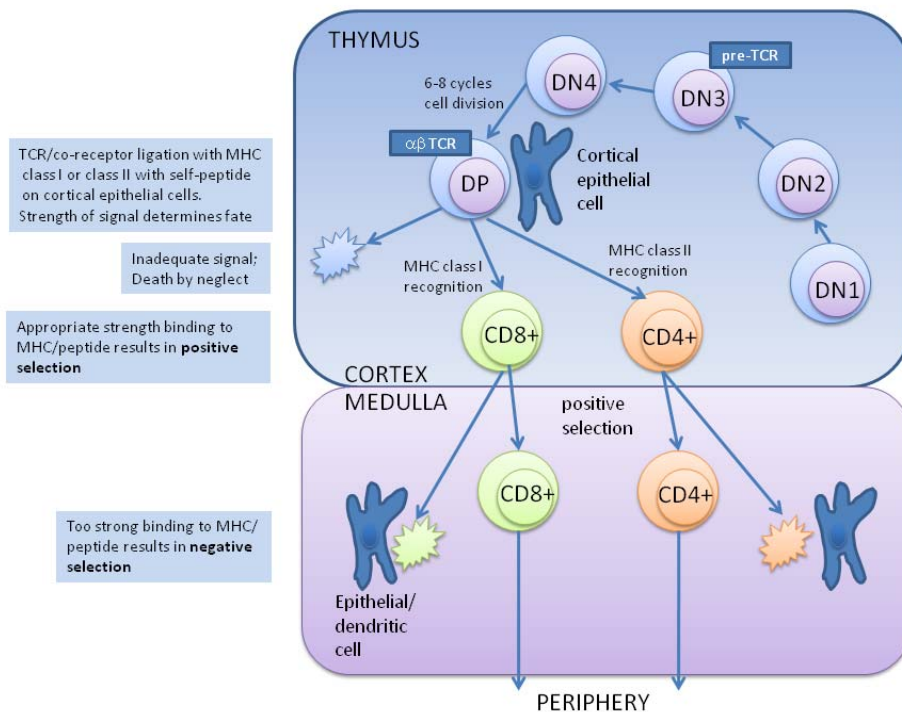 THYMUS
pre-TCR
DN4
DN3
6-8 cycles
cell division
αβ TCR
DP
Cortical
epithelial
cell
DN2
DN1
TCR/co-receptor ligation with MHC
class I or class II with self-peptide
on cortical epithelial cells.
Strength of signal determines fate
Inadequate signal;
Death by neglect
MHC class I
recognition
MHC class II
recognition
Appropriate strength binding to
MHC/peptide results in positive
selection
CD8+
CD4+
CORTEX
MEDULLA
positive
selection
CD8+
CD4+
Too strong binding to MHC/
peptide results in negative
selection
Epithelial/
dendritic
cell
PERIPHERY